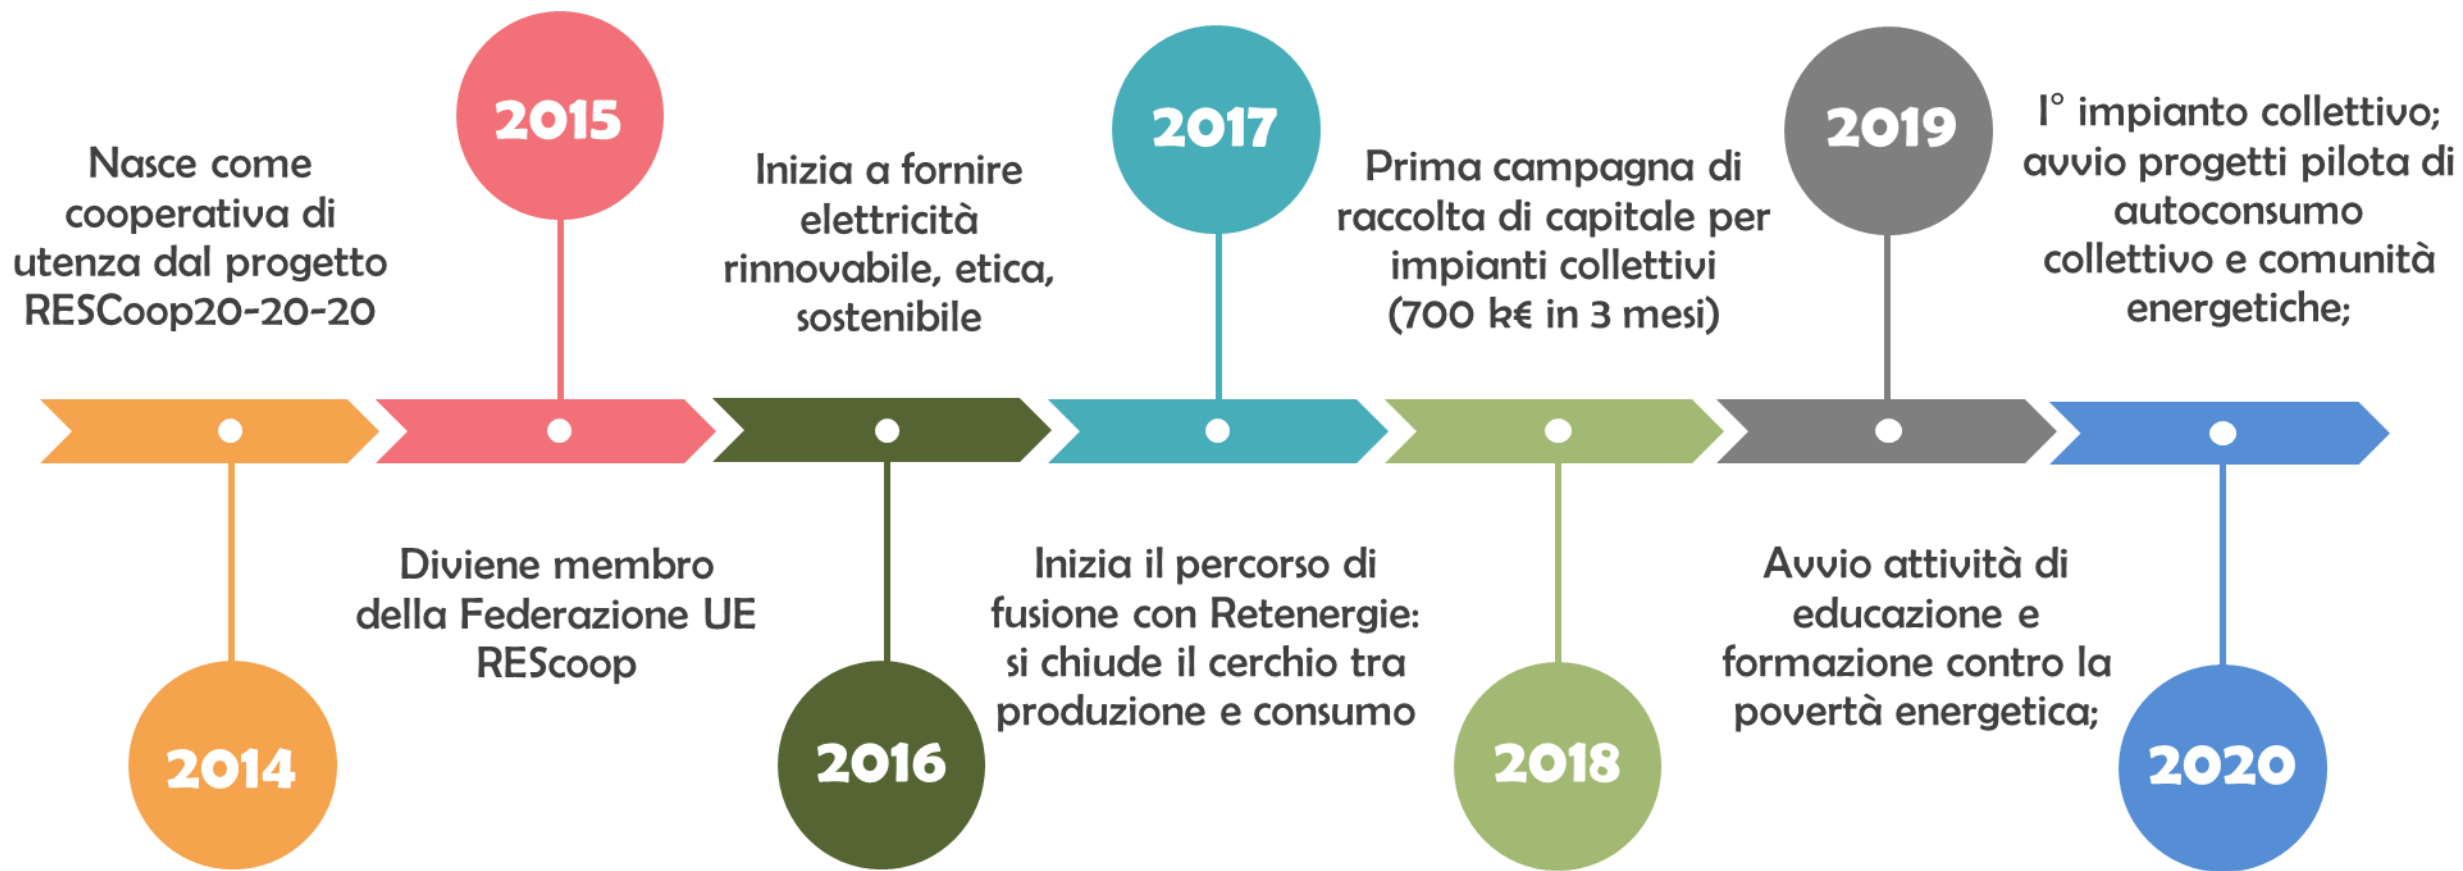 2014
Nasce come
cooperativa di
utenza dal progetto
RESCoop20-20-20
2015
Diviene membro
della Federazione UE
REScoop
2016
Inizia a fornire
elettricità
rinnovabile, etica,
sostenibile
2017
Inizia il percorso di
fusione con Retenergie:
si chiude il cerchio tra
produzione e consumo
2018
Prima campagna di
raccolta di capitale per
impianti collettivi
(700 k€ in 3 mesi)
2019
Avvio attività di
educazione e
formazione contro la
povertà energetica;
2020
I° impianto collettivo;
avvio progetti pilota di
autoconsumo
collettivo e comunità
energetiche;